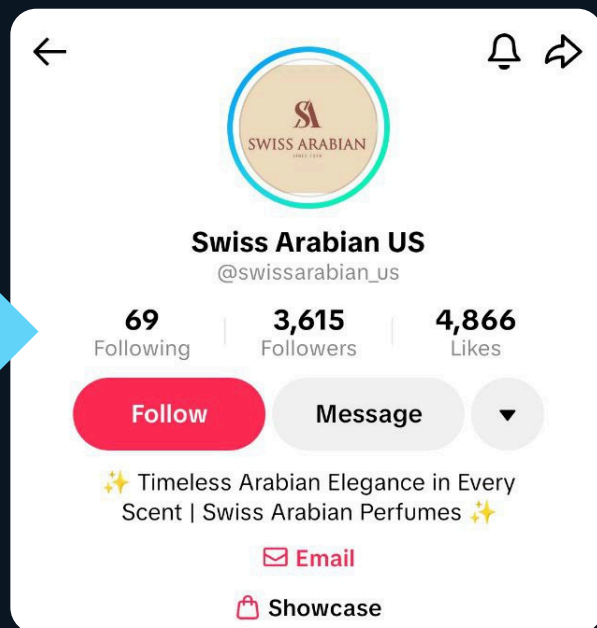 SA
SWISS ARABIAN
Swiss Arabian US
@swissarabian_us
69 3,615 4,866
Following Followers Likes
Follow Message
✨ Timeless Arabian Elegance in Every
Scent | Swiss Arabian Perfumes ✨
Email
Showcase